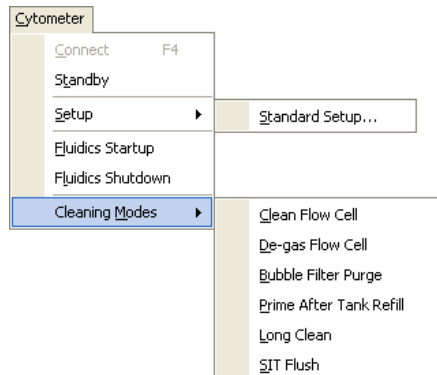 Cytometer
Connect F4
Standby
Setup
Standard Setup...
Fluidics Startup
Fluidics Shutdown
Cleaning Modes
Clean Flow Cell
De-gas Flow Cell
Bubble Filter Purge
Prime After Tank Refill
Long Clean
SIT Flush